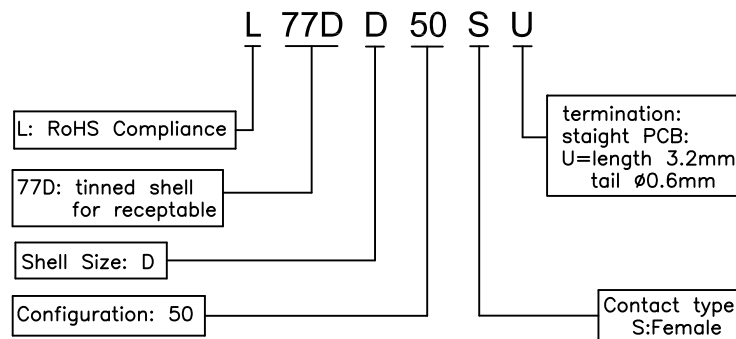 L 77D D 50 S U
L: RoHS Compliance
77D: tinned shell
for receptable
Shell Size: D
Configuration: 50
termination:
staight PCB:
U=length 3.2mm
tail ø0.6mm
Contact type
S:Female